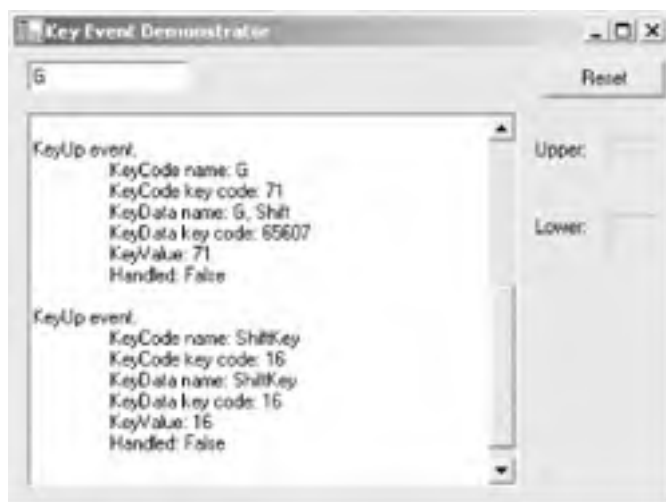 Key Event Demonstrator
G
Reset
KeyUp event.
KeyCode name: G
KeyCode key code: 71
KeyData name: G, Shift
KeyData key code: 65607
KeyValue: 71
Handled: False
KeyUp event.
KeyCode name: ShiftKey
KeyCode key code: 16
KeyData name: ShiftKey
KeyData key code: 16
KeyValue: 16
Handled: False
Upper:
Lower: